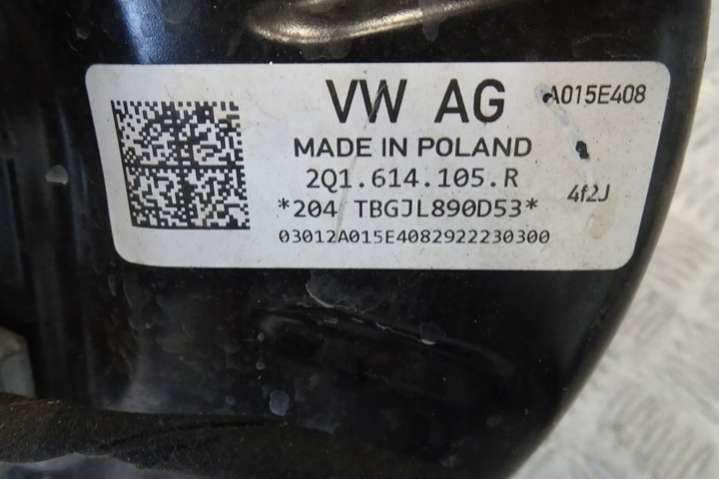 VW AG
A015E408
MADE IN POLAND
2Q1.614.105.R
4f2J
*204 TBGJL890D53*
03012A015E4082922230300